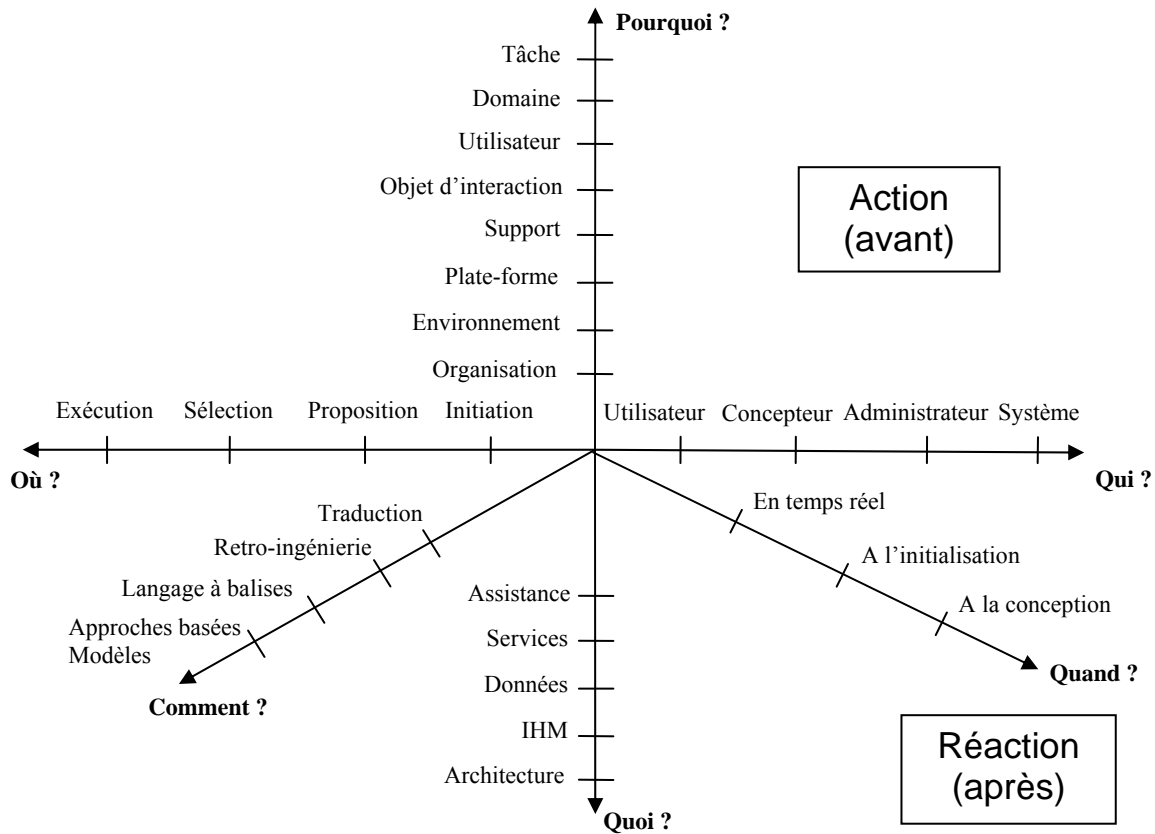 Pourquoi ?
Tâche
Domaine
Utilisateur
Objet d'interaction
Support
Plate-forme
Environnement
Organisation
Action
(avant)
Exécution Sélection Proposition Initiation Utilisateur Concepteur Administrateur Système
Où ?
Qui ?
Traduction
Retro-ingénierie
Langage à balises
Approches basées
Modèles
Comment ?
Assistance
Services
Données
IHM
Architecture
Quoi ?
En temps réel
A l'initialisation
A la conception
Quand ?
Réaction
(après)